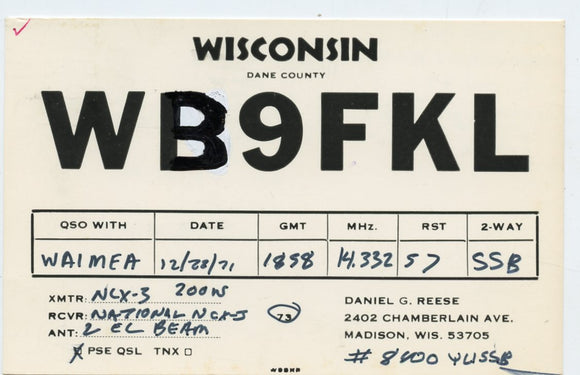 WISCONSIN
DANE COUNTY
WB9FKL
QSO WITH DATE GMT MHz. RST 2-WAY
WAIMEA 12/28/71 1858 14.332 57 SSB
XMTR: NCX-3 200W
RCVR: NATIONAL NCX-3 73
ANT: 2 EL BEAM
PSE QSL TNX
DANIEL G. REESE
2402 CHAMBERLAIN AVE.
MADISON, WIS. 53705
# 8400 YLISSB